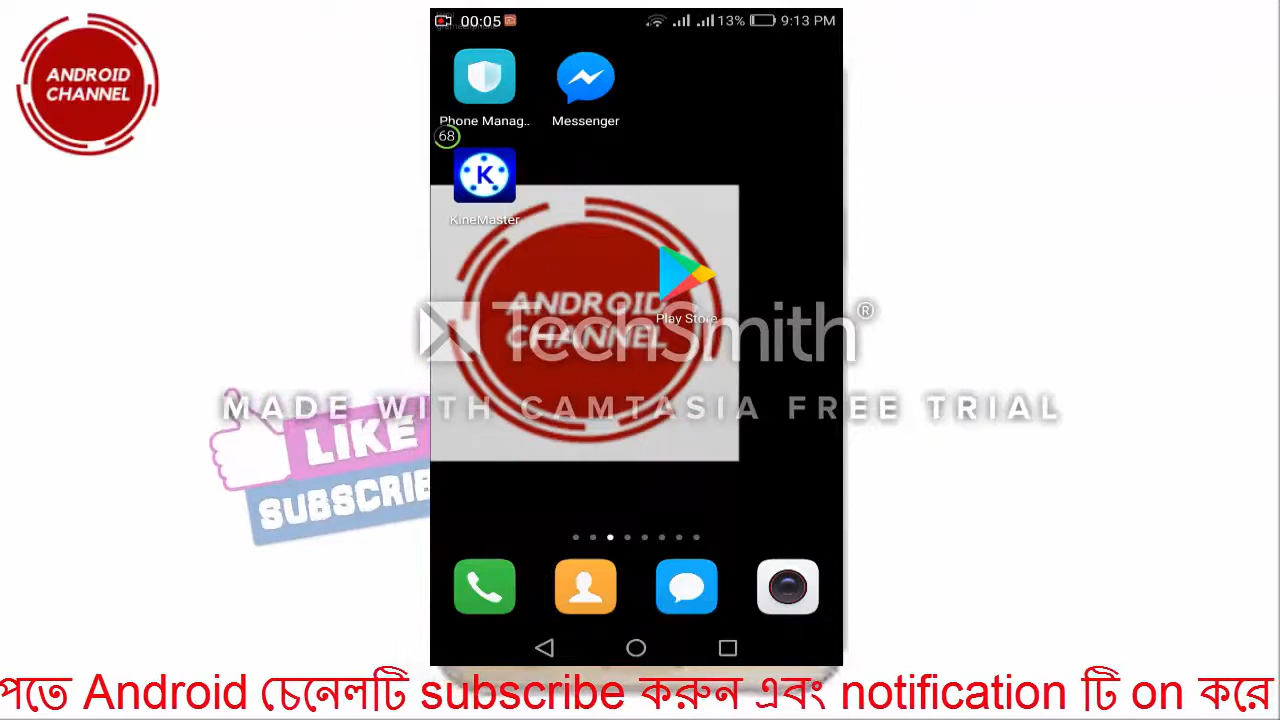 ANDROID
CHANNEL
00:05
13%
9:13 PM
Phone Manag..
Messenger
68
K
KineMaster
ANDROID
CHANNEL
Play Store
TechSmith®
MADE WITH CAMTASIA FREE TRIAL
LIKE
SUBSCRIBE
পতে Android চেনেলটি subscribe করুন এবং notification টি on করে